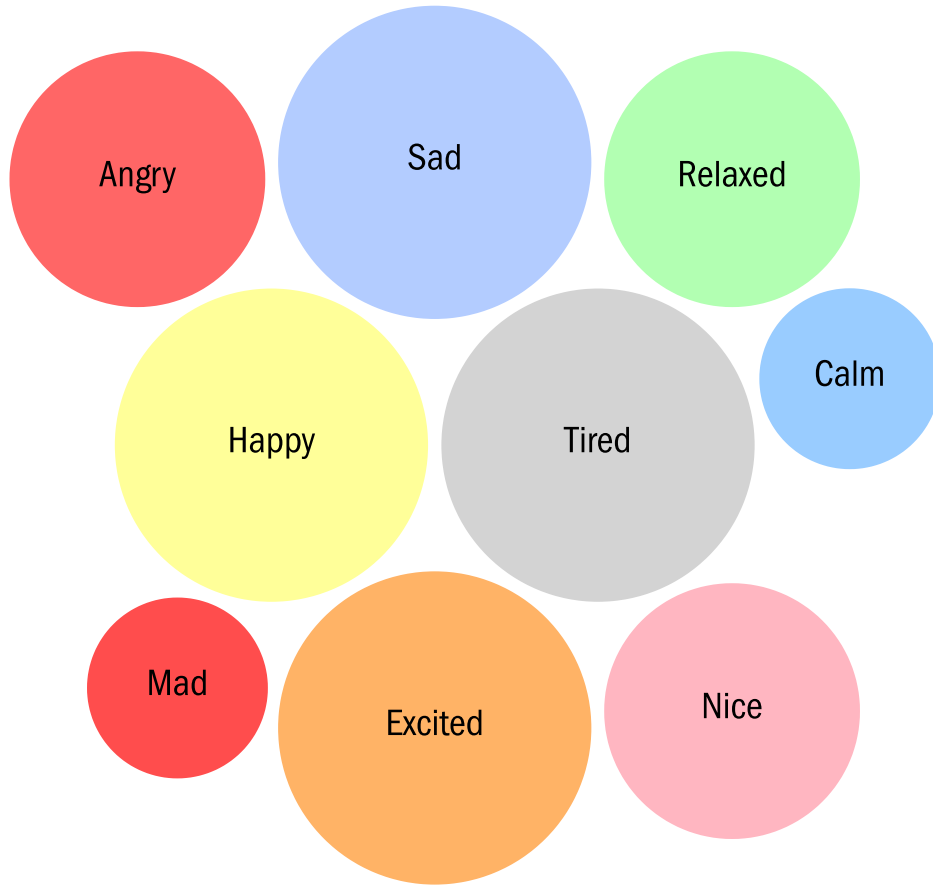 Angry
Sad
Relaxed
Happy
Tired
Calm
Mad
Excited
Nice